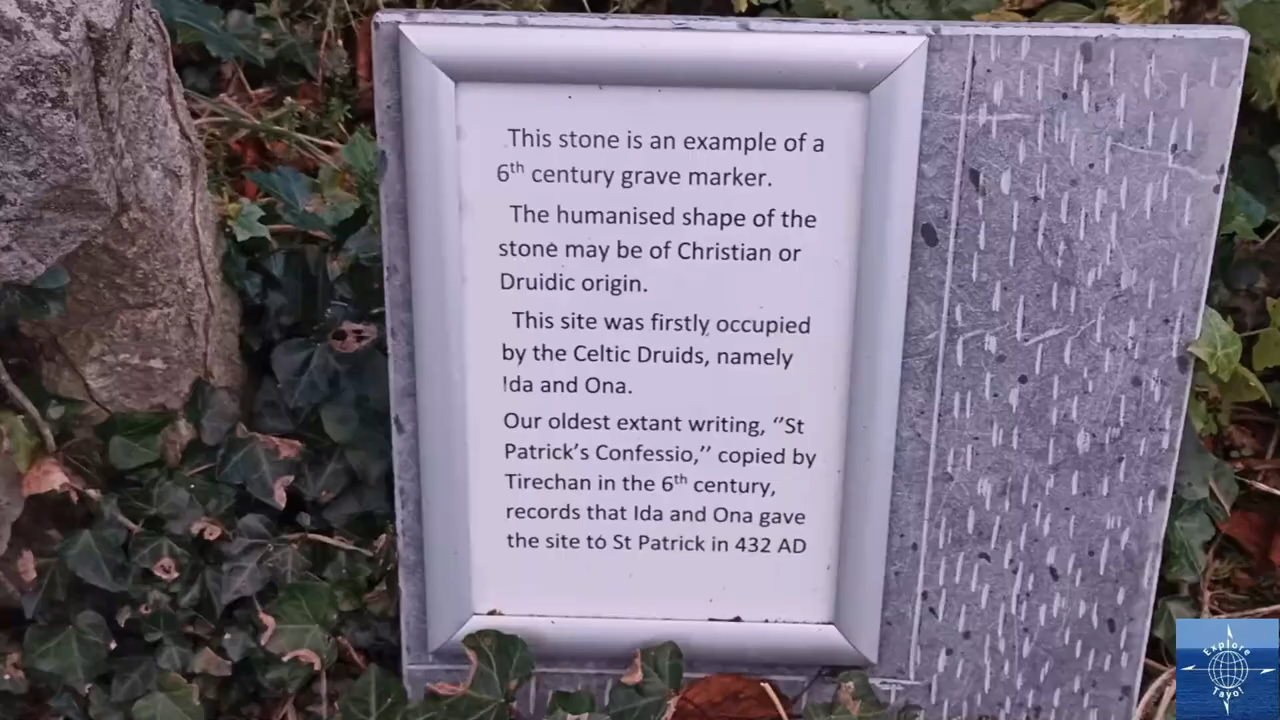 This stone is an example of a
6th century grave marker.
The humanised shape of the
stone may be of Christian or
Druidic origin.
This site was firstly occupied
by the Celtic Druids, namely
Ida and Ona.
Our oldest extant writing, ‘’St
Patrick’s Confessio,’’ copied by
Tirechan in the 6th century,
records that Ida and Ona gave
the site to St Patrick in 432 AD
Explore
Tayo!